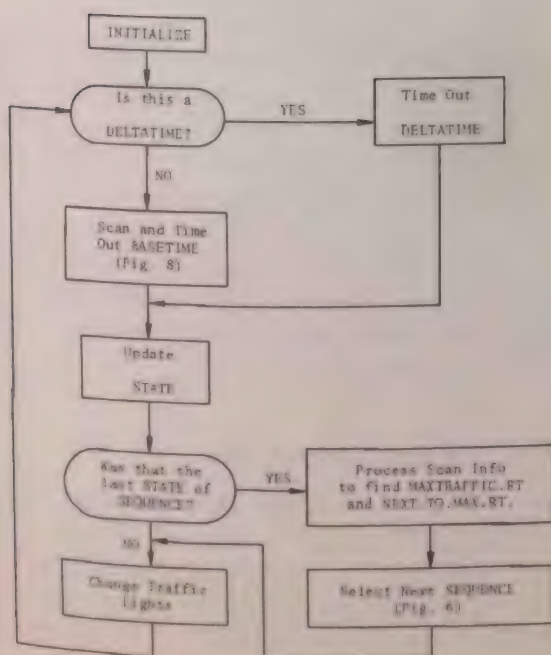 INITIALIZE
Is this a
DELTATIME?
YES
Time Out
DELTATIME
NO
Scan and Time
Out BASETIME
(Fig. 8)
Update
STATE
Was that the
last STATE of
SEQUENCE?
YES
Process Scan Info
to find MAXTRAFFIC.RT
and NEXT.TO.MAX.RT.
NO
Change Traffic
Lights
Select Next SEQUENCE
(Fig. 6)